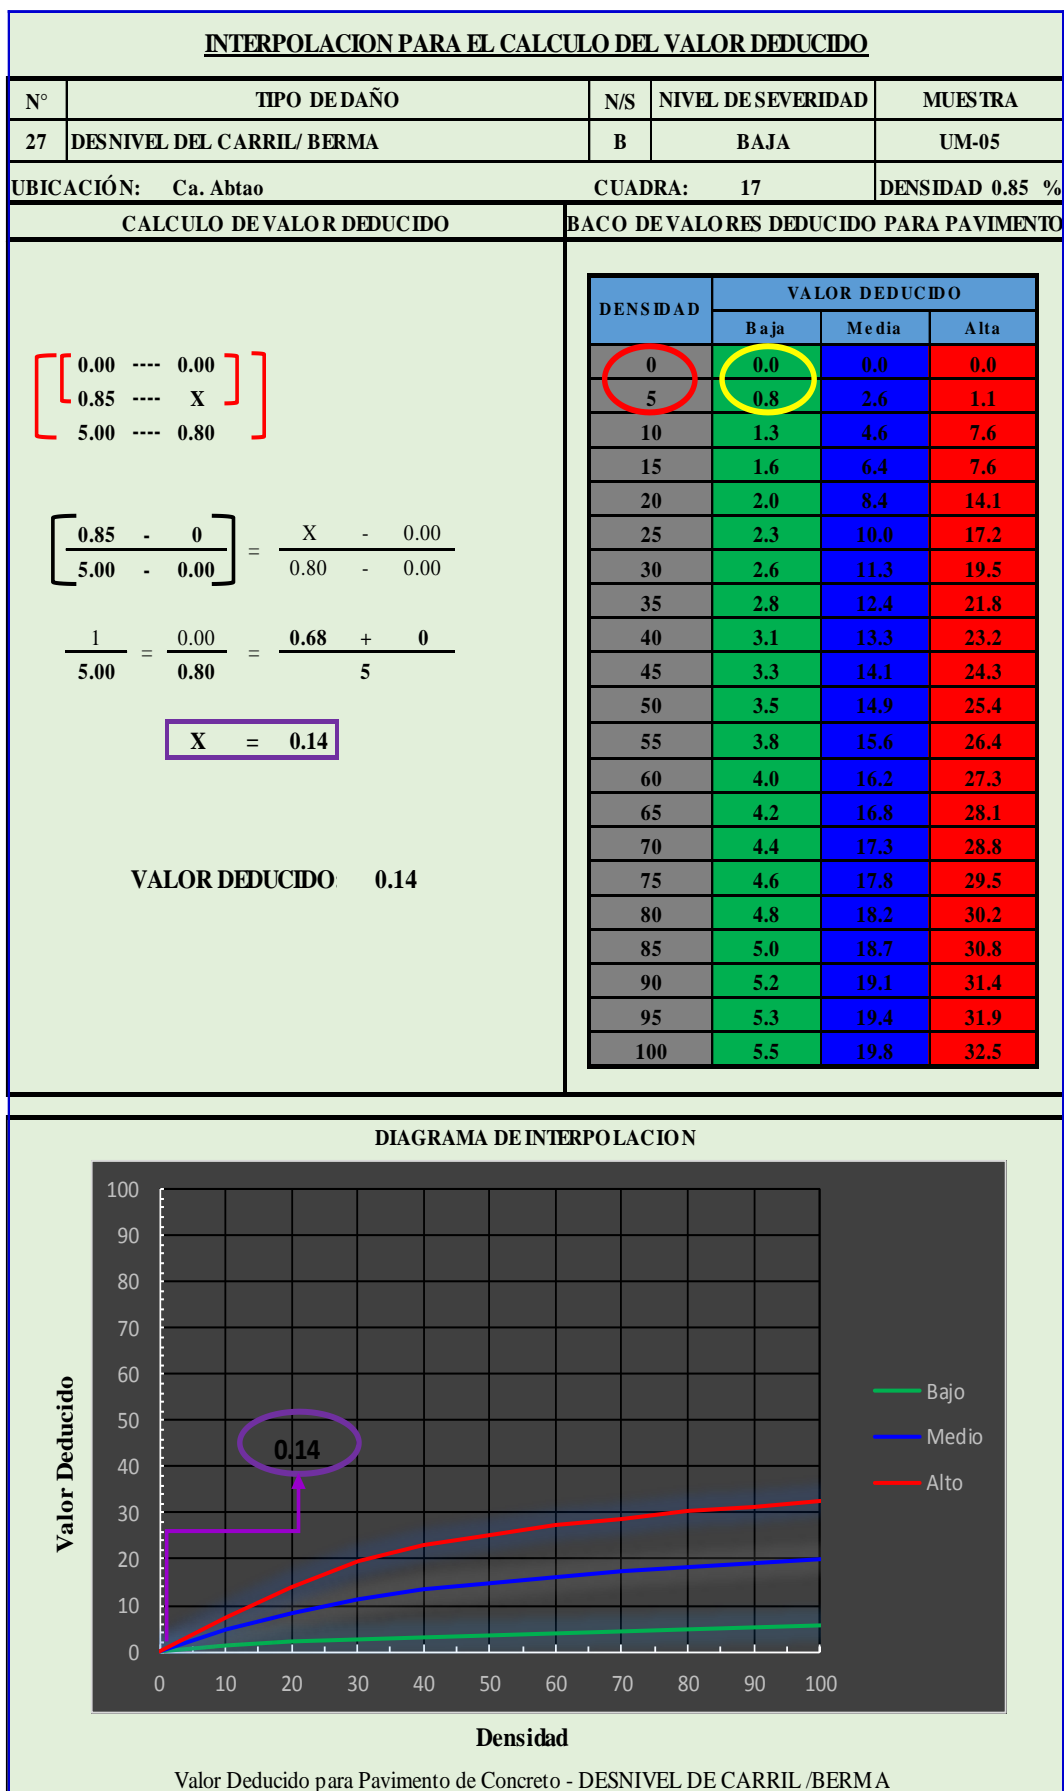 INTERPOLACION PARA EL CALCULO DEL VALOR DEDUCIDO
N° TIPO DE DAÑO N/S NIVEL DE SEVERIDAD MUESTRA
27 DESNIVEL DEL CARRIL/ BERMA B BAJA UM-05
UBICACIÓN: Ca. Abtao CUADRA: 17 DENSIDAD 0.85 %
CALCULO DE VALOR DEDUCIDO BACO DE VALORES DEDUCIDO PARA PAVIMENTO
0.00 ---- 0.00
0.85 ---- X
5.00 ---- 0.80
0.85 - 0 = X - 0.00
5.00 - 0.00 0.80 - 0.00
1 = 0.00 = 0.68 + 0
5.00 0.80 5
X = 0.14
VALOR DEDUCIDO: 0.14
DENSIDAD VALOR DEDUCIDO
Baja Media Alta
0 0.0 0.0 0.0
5 0.8 2.6 1.1
10 1.3 4.6 7.6
15 1.6 6.4 7.6
20 2.0 8.4 14.1
25 2.3 10.0 17.2
30 2.6 11.3 19.5
35 2.8 12.4 21.8
40 3.1 13.3 23.2
45 3.3 14.1 24.3
50 3.5 14.9 25.4
55 3.8 15.6 26.4
60 4.0 16.2 27.3
65 4.2 16.8 28.1
70 4.4 17.3 28.8
75 4.6 17.8 29.5
80 4.8 18.2 30.2
85 5.0 18.7 30.8
90 5.2 19.1 31.4
95 5.3 19.4 31.9
100 5.5 19.8 32.5
DIAGRAMA DE INTERPOLACION
100
90
80
70
60
50
40
30
20
10
0
0 10 20 30 40 50 60 70 80 90 100
Valor Deducido
0.14
Bajo
Medio
Alto
Densidad
Valor Deducido para Pavimento de Concreto - DESNIVEL DE CARRIL /BERMA